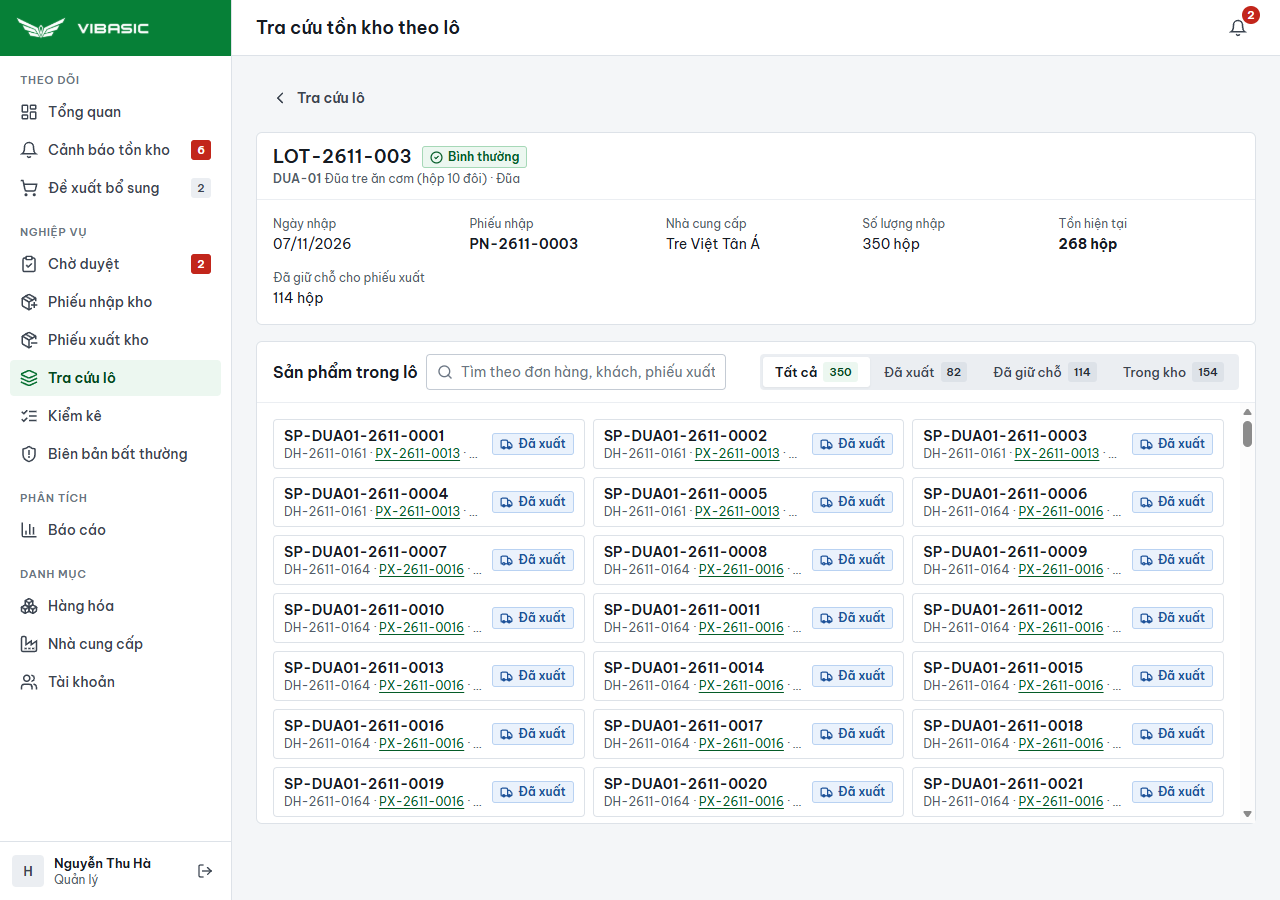 VIBASIC
Tra cứu tồn kho theo lô
2
THEO DÕI
Tổng quan
Cảnh báo tồn kho 6
Đề xuất bổ sung 2
NGHIỆP VỤ
Chờ duyệt 2
Phiếu nhập kho
Phiếu xuất kho
Tra cứu lô
Kiểm kê
Biên bản bất thường
PHÂN TÍCH
Báo cáo
DANH MỤC
Hàng hóa
Nhà cung cấp
Tài khoản
H
Nguyễn Thu Hà
Quản lý
Tra cứu lô
LOT-2611-003 Bình thường
DUA-01 Đũa tre ăn cơm (hộp 10 đôi) · Đũa
Ngày nhập
07/11/2026
Phiếu nhập
PN-2611-0003
Nhà cung cấp
Tre Việt Tân Á
Số lượng nhập
350 hộp
Tồn hiện tại
268 hộp
Đã giữ chỗ cho phiếu xuất
114 hộp
Sản phẩm trong lô Tìm theo đơn hàng, khách, phiếu xuất Tất cả 350 Đã xuất 82 Đã giữ chỗ 114 Trong kho 154
SP-DUA01-2611-0001 Đã xuất
DH-2611-0161 · PX-2611-0013 · ...
SP-DUA01-2611-0002 Đã xuất
DH-2611-0161 · PX-2611-0013 · ...
SP-DUA01-2611-0003 Đã xuất
DH-2611-0161 · PX-2611-0013 · ...
SP-DUA01-2611-0004 Đã xuất
DH-2611-0161 · PX-2611-0013 · ...
SP-DUA01-2611-0005 Đã xuất
DH-2611-0161 · PX-2611-0013 · ...
SP-DUA01-2611-0006 Đã xuất
DH-2611-0164 · PX-2611-0016 · ...
SP-DUA01-2611-0007 Đã xuất
DH-2611-0164 · PX-2611-0016 · ...
SP-DUA01-2611-0008 Đã xuất
DH-2611-0164 · PX-2611-0016 · ...
SP-DUA01-2611-0009 Đã xuất
DH-2611-0164 · PX-2611-0016 · ...
SP-DUA01-2611-0010 Đã xuất
DH-2611-0164 · PX-2611-0016 · ...
SP-DUA01-2611-0011 Đã xuất
DH-2611-0164 · PX-2611-0016 · ...
SP-DUA01-2611-0012 Đã xuất
DH-2611-0164 · PX-2611-0016 · ...
SP-DUA01-2611-0013 Đã xuất
DH-2611-0164 · PX-2611-0016 · ...
SP-DUA01-2611-0014 Đã xuất
DH-2611-0164 · PX-2611-0016 · ...
SP-DUA01-2611-0015 Đã xuất
DH-2611-0164 · PX-2611-0016 · ...
SP-DUA01-2611-0016 Đã xuất
DH-2611-0164 · PX-2611-0016 · ...
SP-DUA01-2611-0017 Đã xuất
DH-2611-0164 · PX-2611-0016 · ...
SP-DUA01-2611-0018 Đã xuất
DH-2611-0164 · PX-2611-0016 · ...
SP-DUA01-2611-0019 Đã xuất
DH-2611-0164 · PX-2611-0016 · ...
SP-DUA01-2611-0020 Đã xuất
DH-2611-0164 · PX-2611-0016 · ...
SP-DUA01-2611-0021 Đã xuất
DH-2611-0164 · PX-2611-0016 · ...